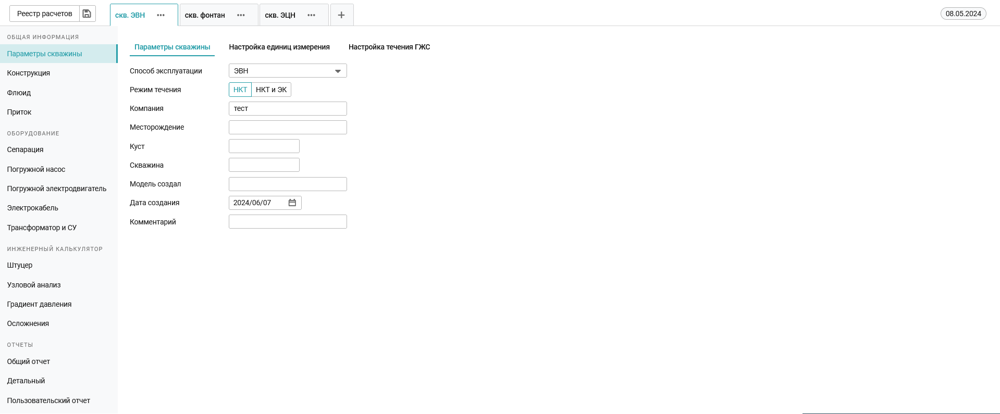 Реестр расчетов
скв. ЭВН
скв. фонтан
скв. ЭЦН
08.05.2024
ОБЩАЯ ИНФОРМАЦИЯ
Параметры скважины
Конструкция
Флюид
Приток
ОБОРУДОВАНИЕ
Сепарация
Погружной насос
Погружной электродвигатель
Электрокабель
Трансформатор и СУ
ИНЖЕНЕРНЫЙ КАЛЬКУЛЯТОР
Штуцер
Узловой анализ
Градиент давления
Осложнения
ОТЧЕТЫ
Общий отчет
Детальный
Пользовательский отчет
Параметры скважины
Настройка единиц измерения
Настройка течения ГЖС
Способ эксплуатации ЭВН
Режим течения НКТ НКТ и ЭК
Компания тест
Месторождение
Куст
Скважина
Модель создал
Дата создания 2024/06/07
Комментарий